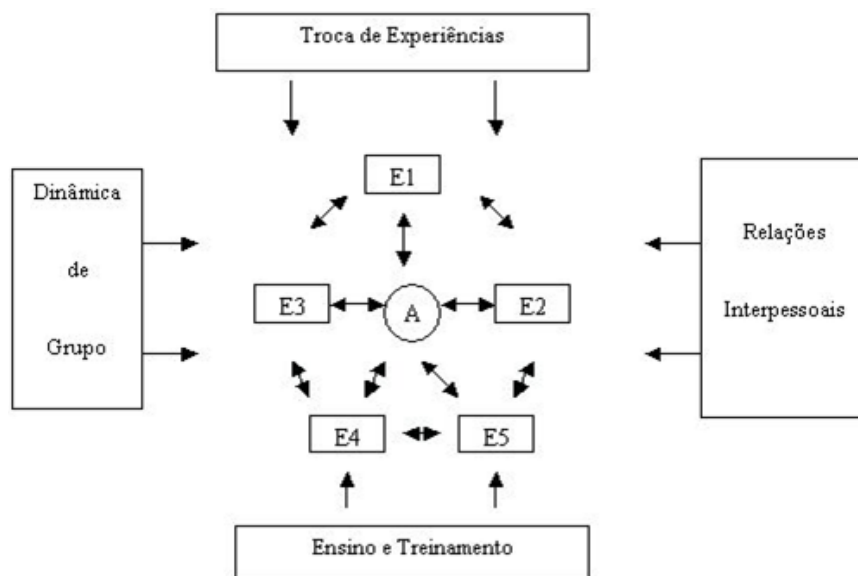 Troca de Experiências
E1
Dinâmica
de
Grupo
Relações
Interpessoais
E3
A
E2
E4
E5
Ensino e Treinamento